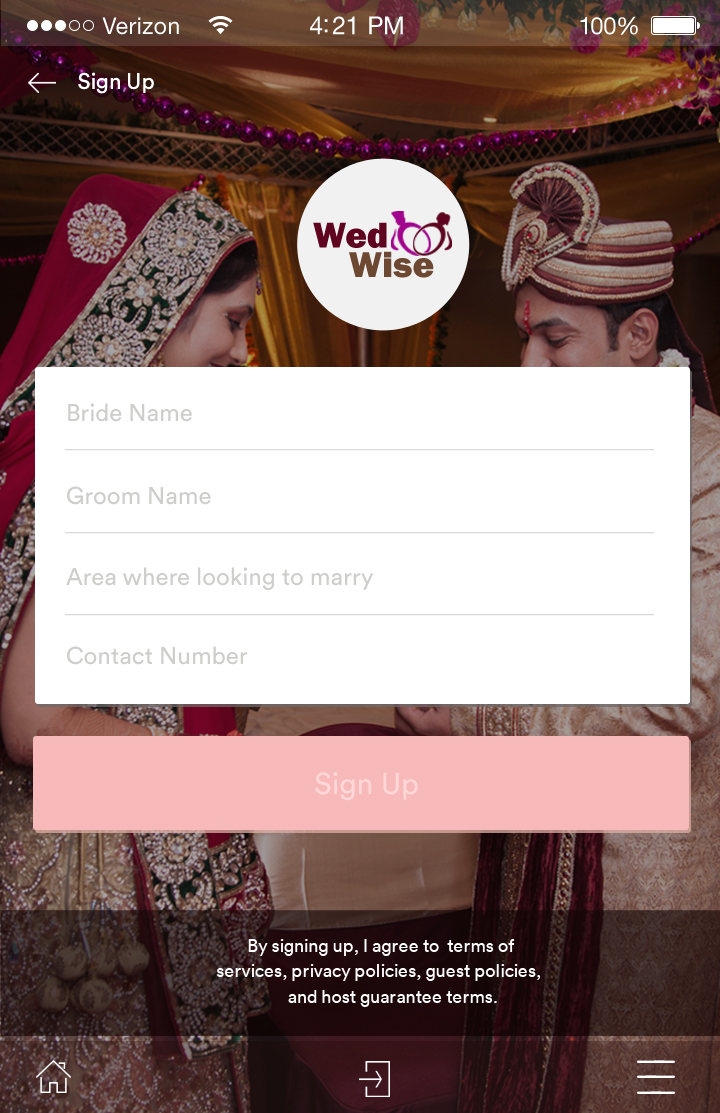 Verizon 4:21 PM 100%
Sign Up
Wed
Wise
Bride Name
Groom Name
Area where looking to marry
Contact Number
Sign Up
By signing up, I agree to terms of
services, privacy policies, guest policies,
and host guarantee terms.